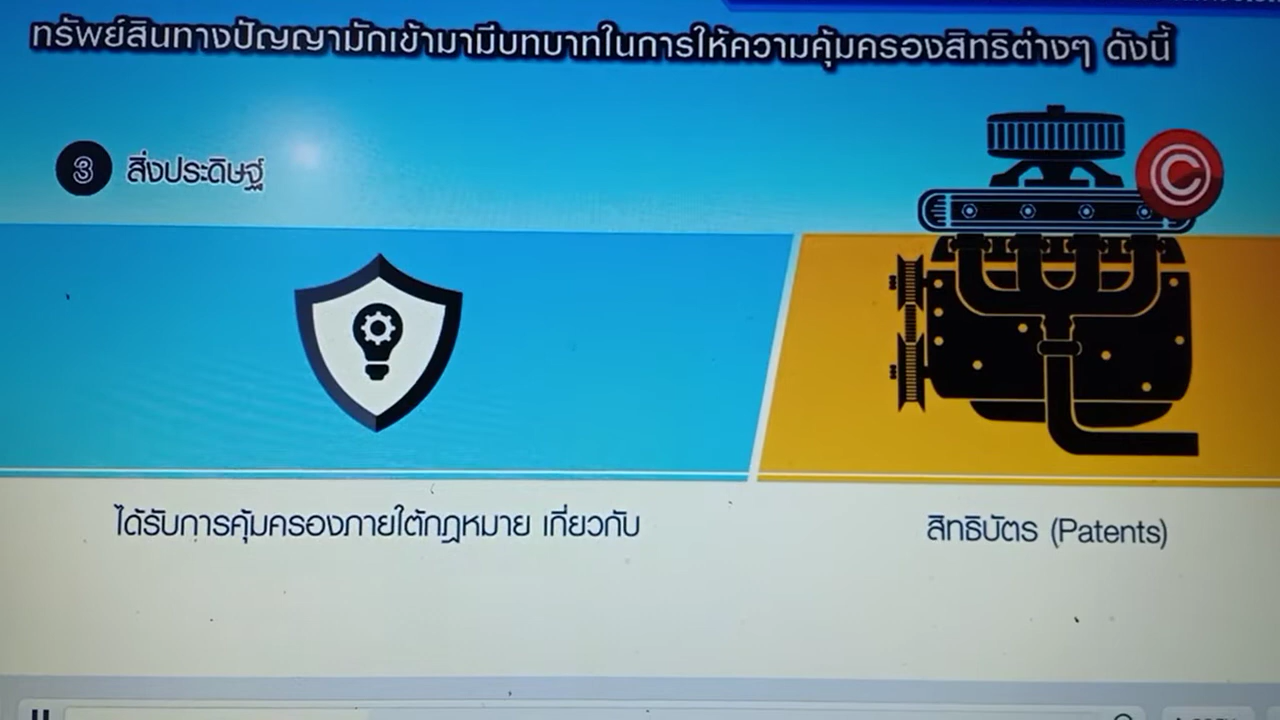 ทรัพย์สินทางปัญญามักเข้ามามีบทบาทในการให้ความคุ้มครองสิทธิต่างๆ ดังนี้
3 สิ่งประดิษฐ์
©
ได้รับการคุ้มครองภายใต้กฎหมาย เกี่ยวกับ
สิทธิบัตร (Patents)